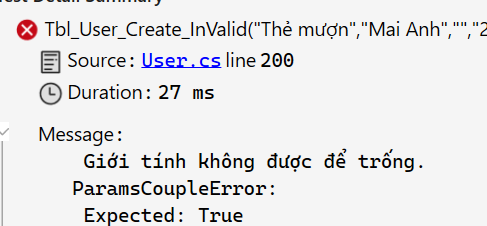 Tbl_User_Create_InValid("Thẻ mượn","Mai Anh","","2
Source: User.cs line 200
Duration: 27 ms
Message:
Giới tính không được để trống.
ParamsCoupleError:
Expected: True